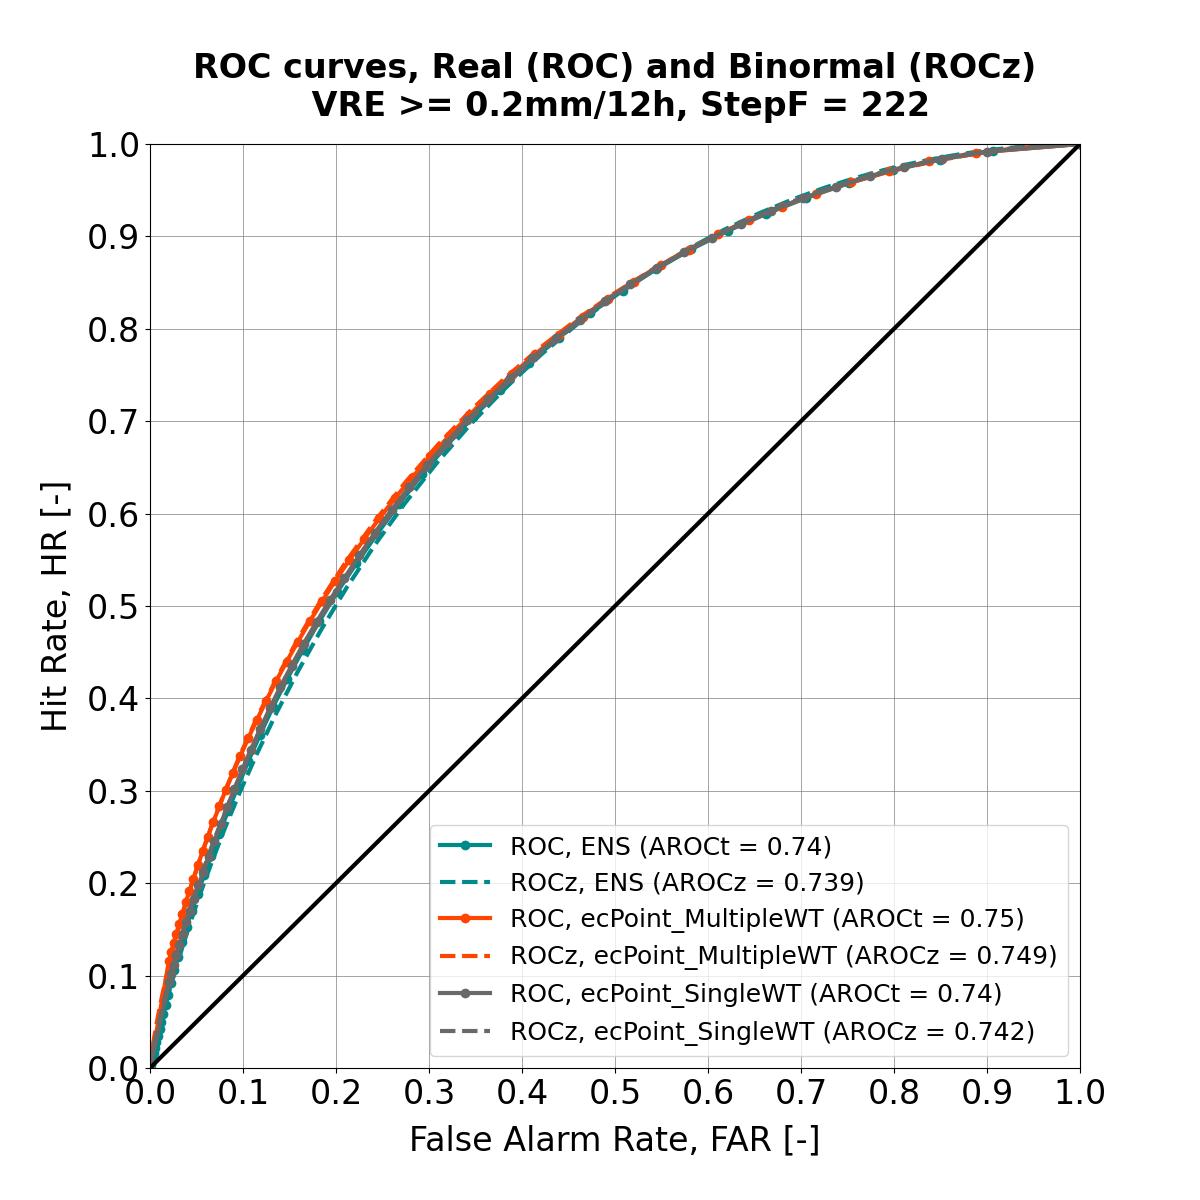 ROC curves, Real (ROC) and Binormal (ROCz)
VRE >= 0.2mm/12h, StepF = 222
1.0
0.9
0.8
0.7
0.6
0.5
0.4
0.3
0.2
0.1
0.0
Hit Rate, HR [-]
ROC, ENS (AROCt = 0.74)
ROCz, ENS (AROCz = 0.739)
ROC, ecPoint_MultipleWT (AROCt = 0.75)
ROCz, ecPoint_MultipleWT (AROCz = 0.749)
ROC, ecPoint_SingleWT (AROCt = 0.74)
ROCz, ecPoint_SingleWT (AROCz = 0.742)
0.0 0.1 0.2 0.3 0.4 0.5 0.6 0.7 0.8 0.9 1.0
False Alarm Rate, FAR [-]